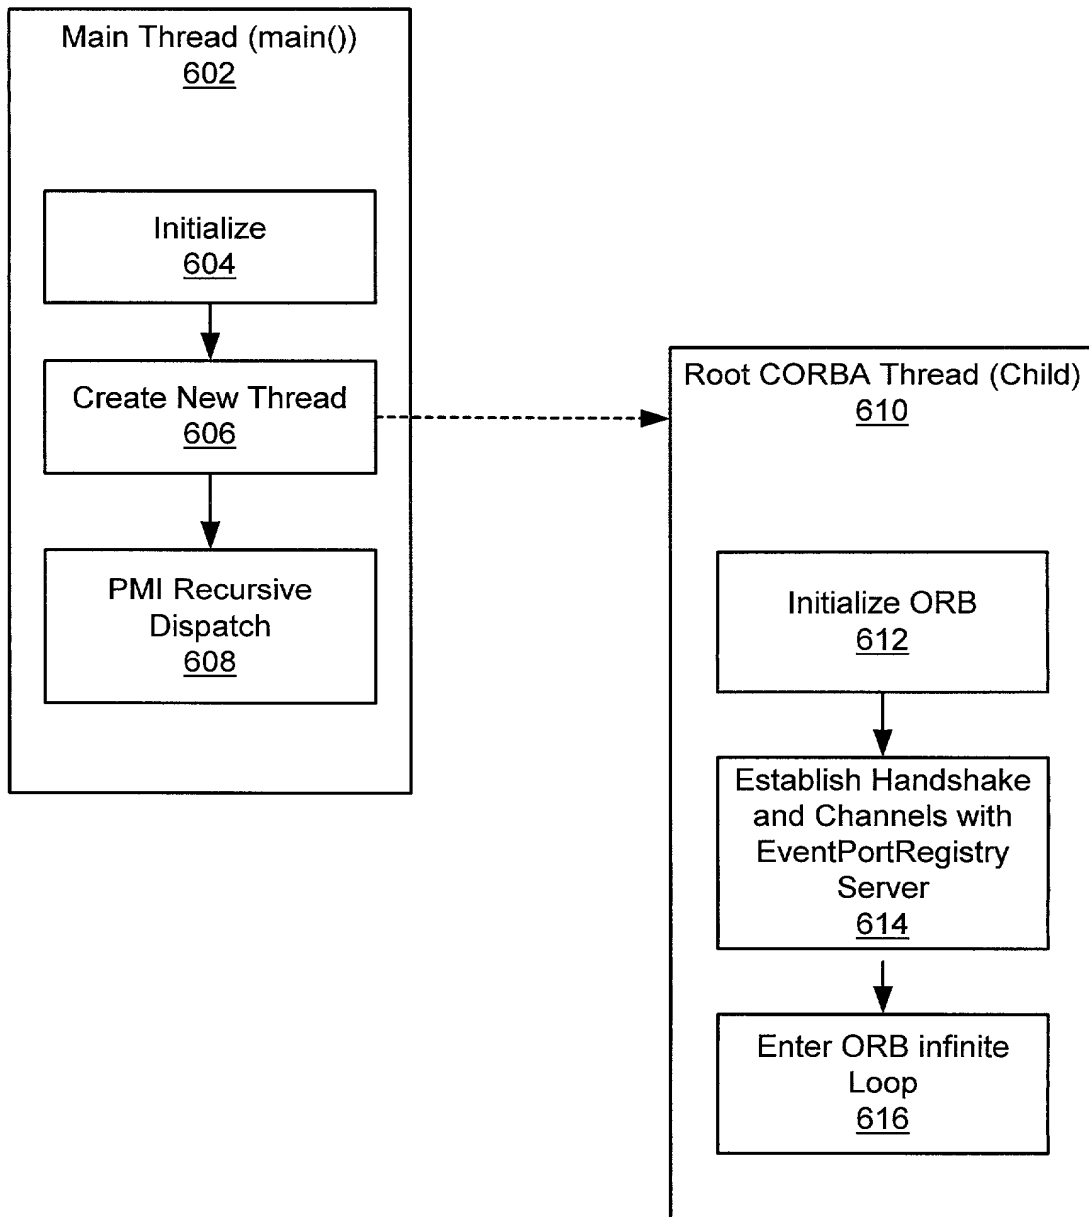 Main Thread (main())
602
Initialize
604
Create New Thread
606
PMI Recursive
Dispatch
608
Root CORBA Thread (Child)
610
Initialize ORB
612
Establish Handshake
and Channels with
EventPortRegistry
Server
614
Enter ORB infinite
Loop
616